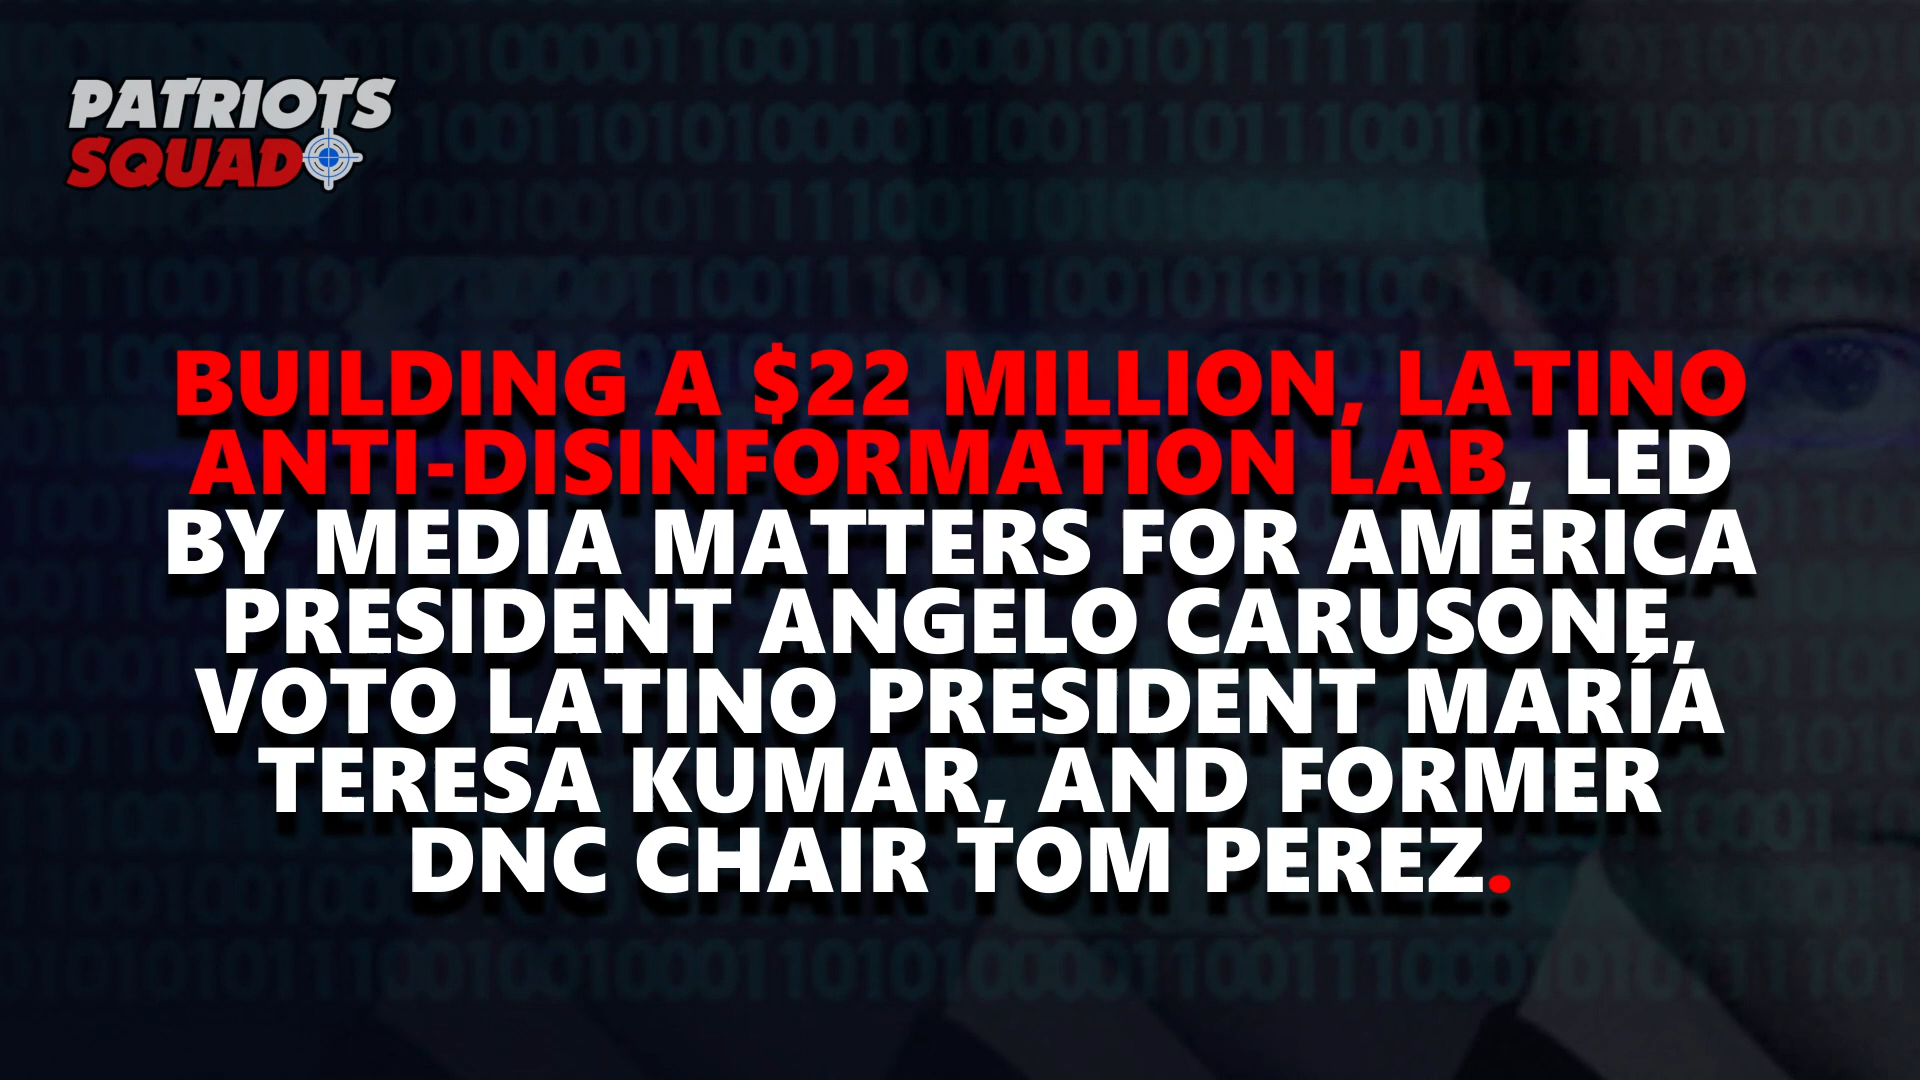 PATRIOTS
SQUAD
BUILDING A $22 MILLION, LATINO
ANTI-DISINFORMATION LAB, LED
BY MEDIA MATTERS FOR AMERICA
PRESIDENT ANGELO CARUSONE,
VOTO LATINO PRESIDENT MARÍA
TERESA KUMAR, AND FORMER
DNC CHAIR TOM PEREZ.